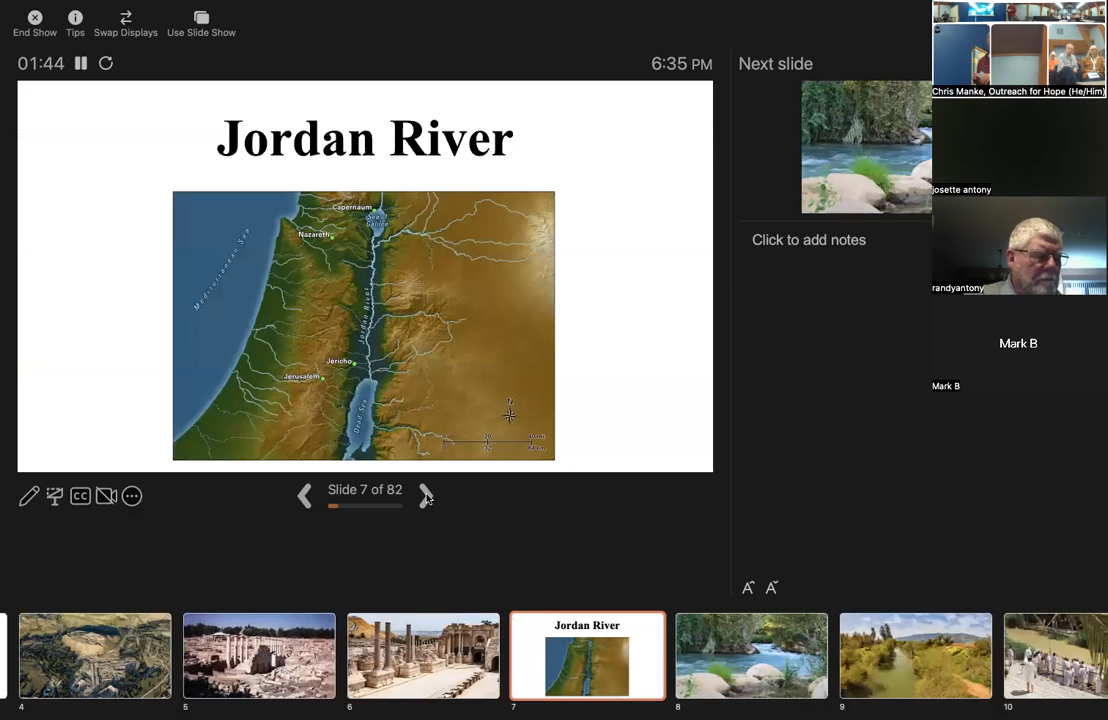 End Show
Tips
Swap Displays
Use Slide Show
01:44
6:35 PM
Next slide
Jordan River
Capernaum
Sea of
Galilee
Nazareth
Mediterranean Sea
Jordan River
Jericho
Jerusalem
Dead Sea
N
Click to add notes
CC
Slide 7 of 82
Chris Manke, Outreach for Hope (He/Him)
josette antony
randyantony
Mark B
Mark B
Jordan River
4
5
6
7
8
9
10